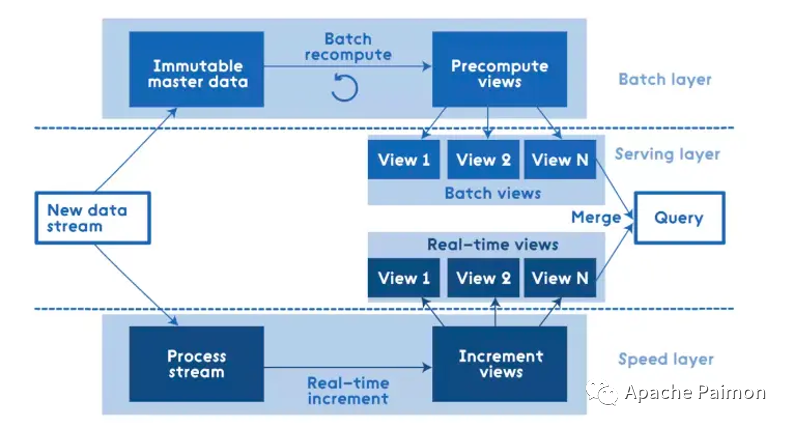 Batch
recompute
Immutable
master data
Precompute
views
Batch layer
View 1
View 2
View N
Serving layer
Batch views
New data
stream
Merge
Query
Real-time views
View 1
View 2
View N
Process
stream
Increment
views
Speed layer
Real-time
increment
Apache Paimon